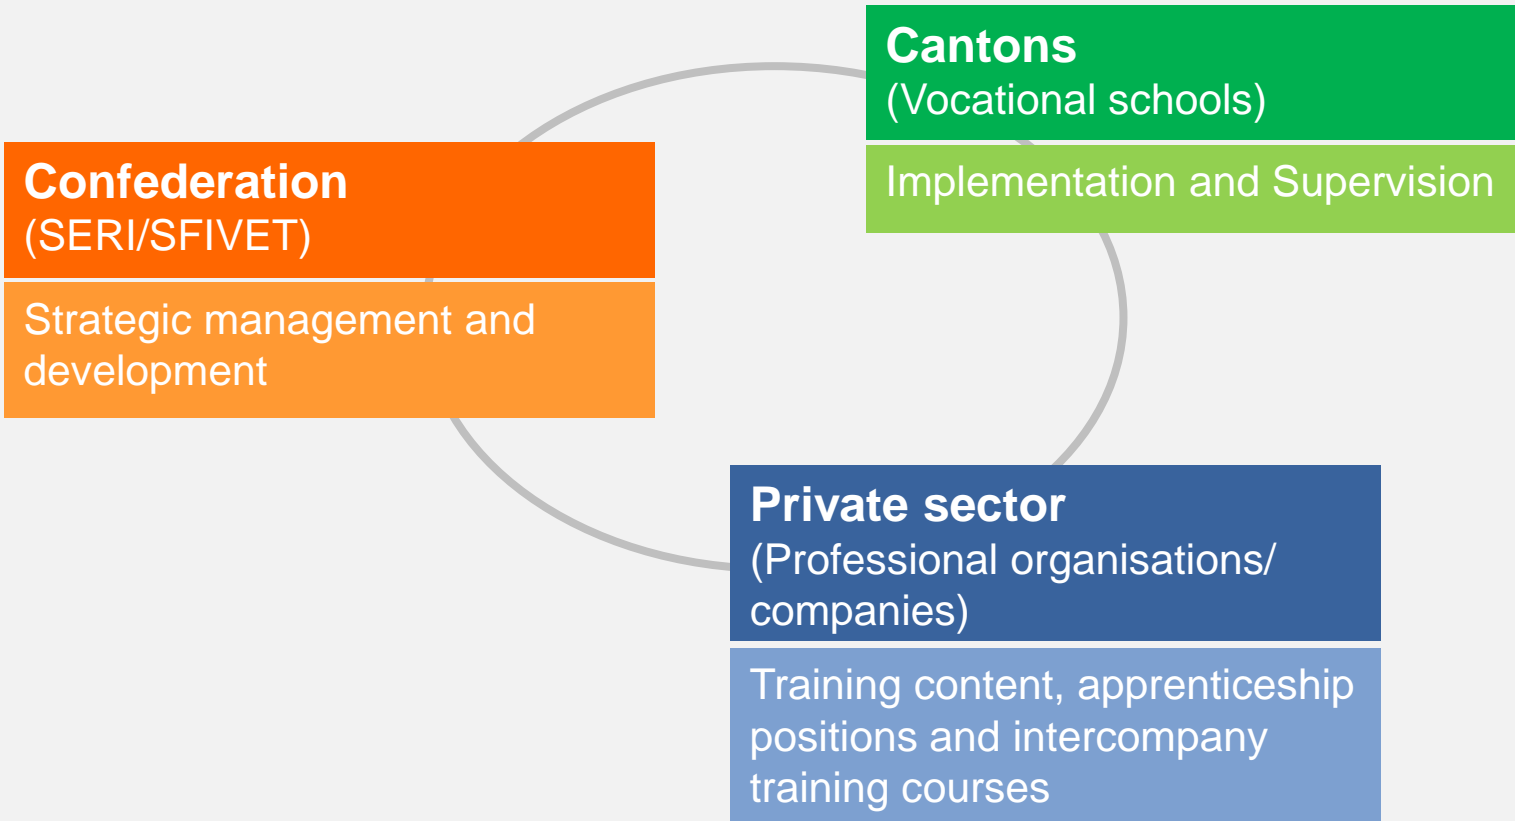 Cantons
(Vocational schools)
Implementation and Supervision
Confederation
(SERI/SFIVET)
Strategic management and
development
Private sector
(Professional organisations/
companies)
Training content, apprenticeship
positions and intercompany
training courses